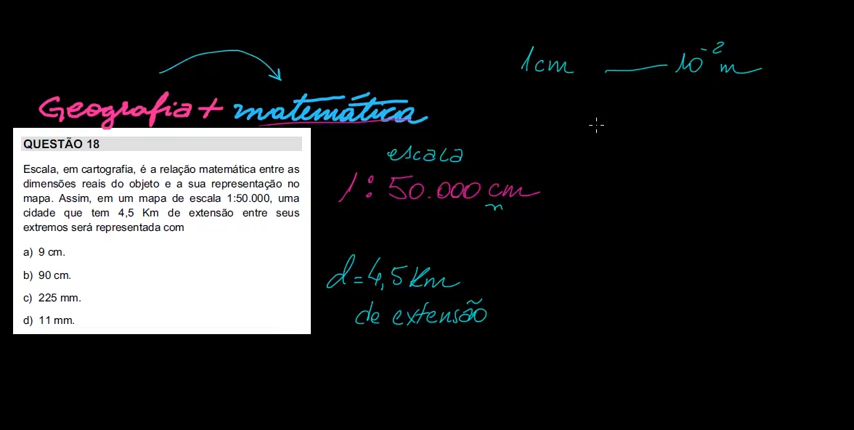 1cm — 10⁻² m
Geografia + matemática
QUESTÃO 18
Escala, em cartografia, é a relação matemática entre as
dimensões reais do objeto e a sua representação no
mapa. Assim, em um mapa de escala 1:50.000, uma
cidade que tem 4,5 Km de extensão entre seus
extremos será representada com
a) 9 cm.
b) 90 cm.
c) 225 mm.
d) 11 mm.
escala
1:50.000 cm
m
d=4,5 Km
de extensão